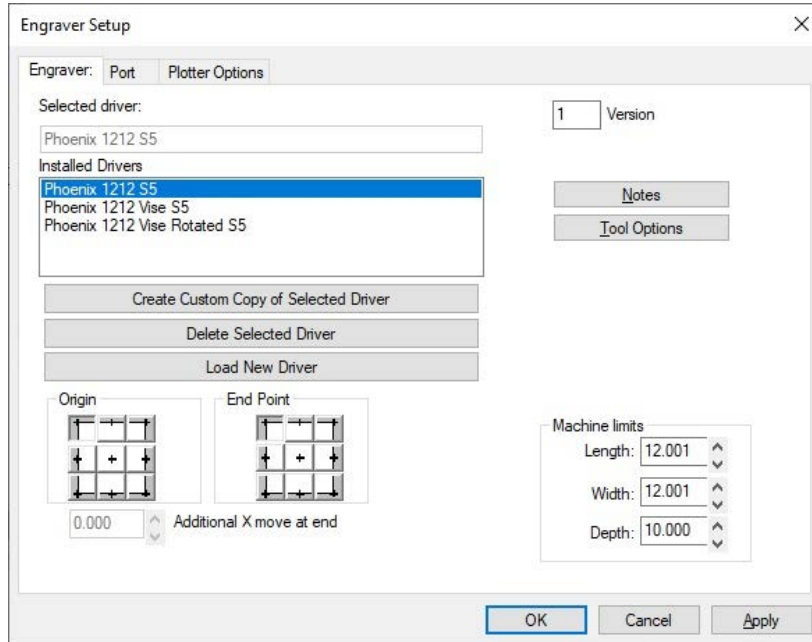 Engraver Setup
Engraver:
Port
Plotter Options
Selected driver:
1
Version
Phoenix 1212 S5
Installed Drivers
Phoenix 1212 S5
Phoenix 1212 Vise S5
Phoenix 1212 Vise Rotated S5
Notes
Tool Options
Create Custom Copy of Selected Driver
Delete Selected Driver
Load New Driver
Origin
End Point
0.000
Additional X move at end
Machine limits
Length: 12.001
Width: 12.001
Depth: 10.000
OK
Cancel
Apply